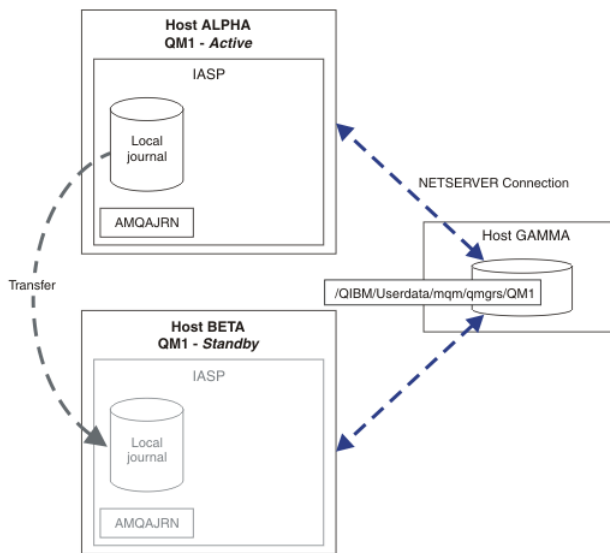 Host ALPHA
QM1 - Active
IASP
Local
journal
AMQAJRN
NETSERVER Connection
Host GAMMA
/QIBM/Userdata/mqm/qmgrs/QM1
Transfer
Host BETA
QM1 - Standby
IASP
Local
journal
AMQAJRN